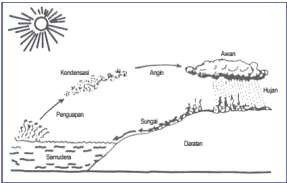 Awan
Kondensasi
Angin
Hujan
Penguapan
Sungai
Daratan
Samudera